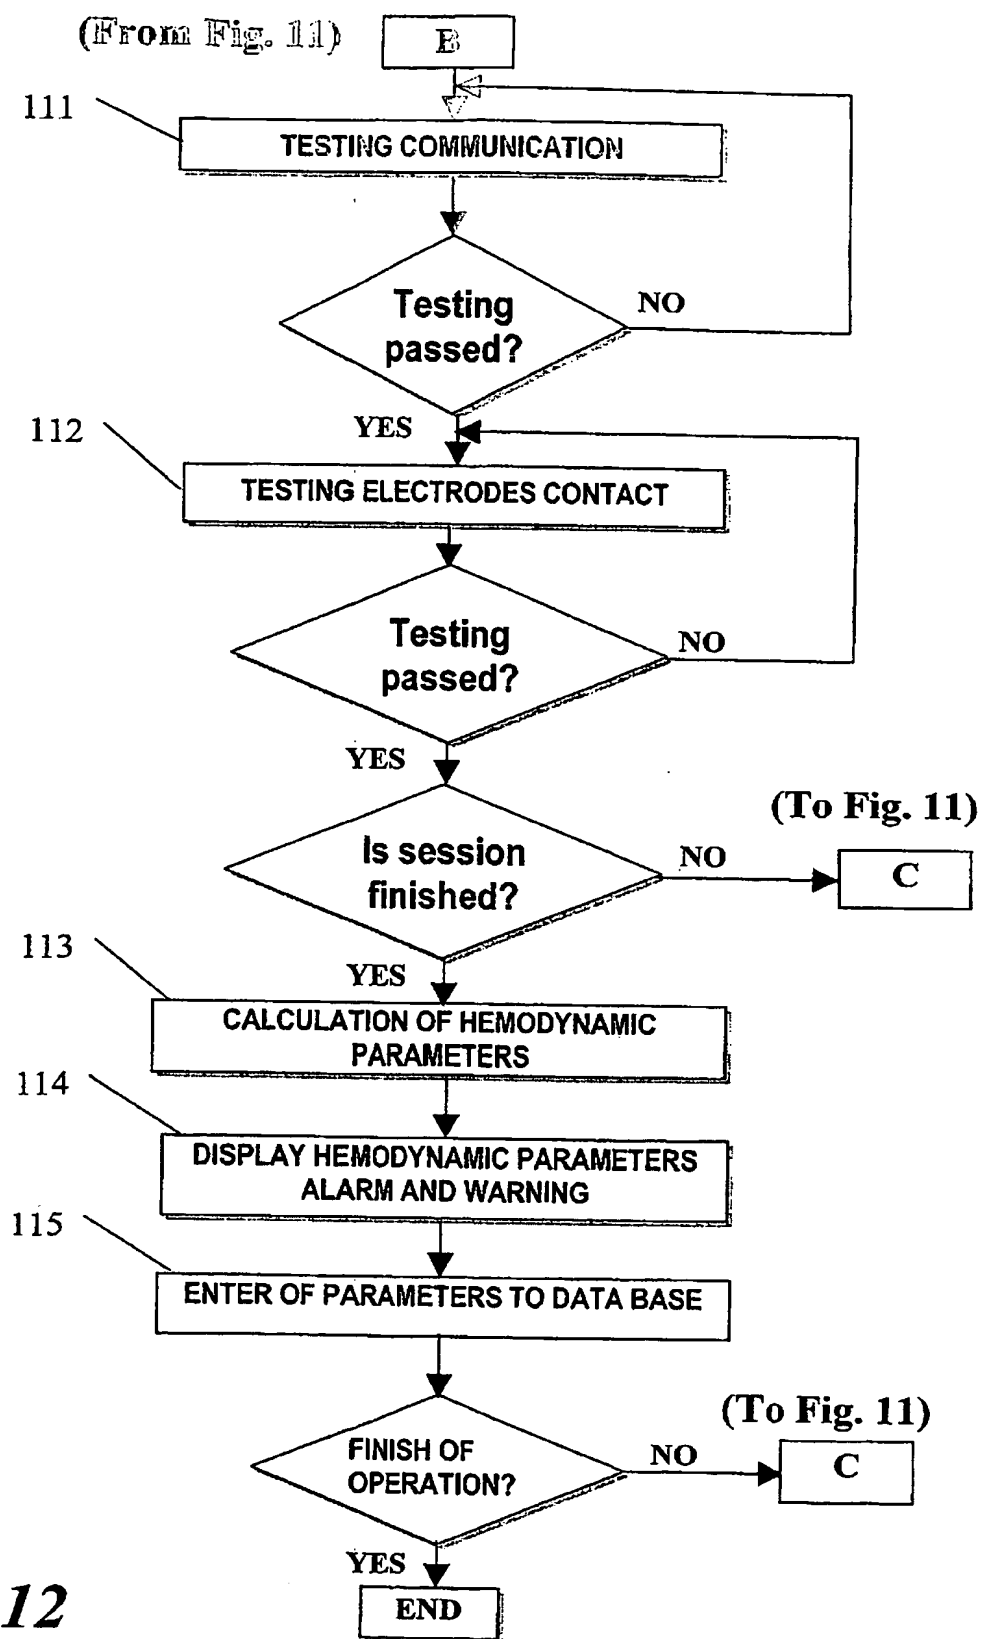 (From Fig. 11)
B
111
TESTING COMMUNICATION
Testing
passed?
NO
YES
112
TESTING ELECTRODES CONTACT
Testing
passed?
NO
YES
(To Fig. 11)
Is session
finished?
NO
C
113
YES
CALCULATION OF HEMODYNAMIC
PARAMETERS
114
DISPLAY HEMODYNAMIC PARAMETERS
ALARM AND WARNING
115
ENTER OF PARAMETERS TO DATA BASE
(To Fig. 11)
FINISH OF
OPERATION?
NO
C
YES
END
12